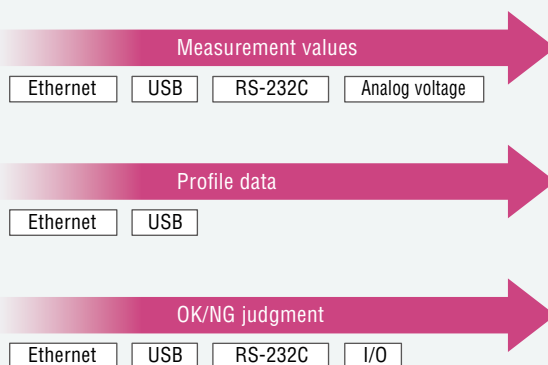 Measurement values
Ethernet USB RS-232C Analog voltage
Profile data
Ethernet USB
OK/NG judgment
Ethernet USB RS-232C I/O